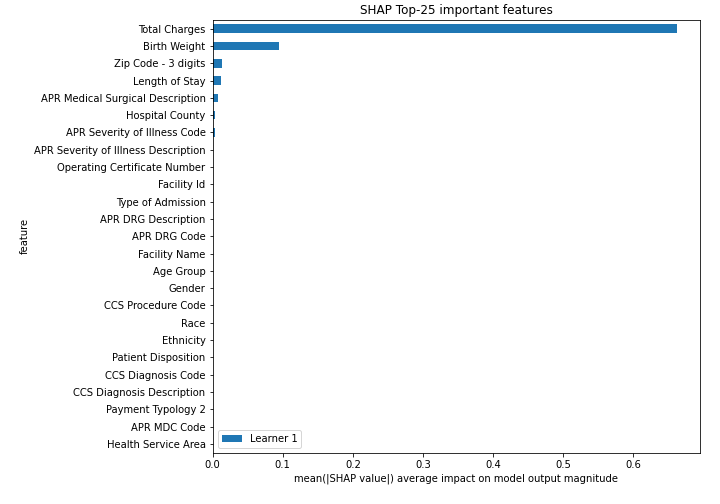 SHAP Top-25 important features
Total Charges
Birth Weight
Zip Code - 3 digits
Length of Stay
APR Medical Surgical Description
Hospital County
APR Severity of Illness Code
APR Severity of Illness Description
Operating Certificate Number
Facility Id
Type of Admission
APR DRG Description
APR DRG Code
Facility Name
Age Group
Gender
CCS Procedure Code
Race
Ethnicity
Patient Disposition
CCS Diagnosis Code
CCS Diagnosis Description
Payment Typology 2
APR MDC Code
Health Service Area
feature
Learner 1
0.0 0.1 0.2 0.3 0.4 0.5 0.6
mean(|SHAP value|) average impact on model output magnitude